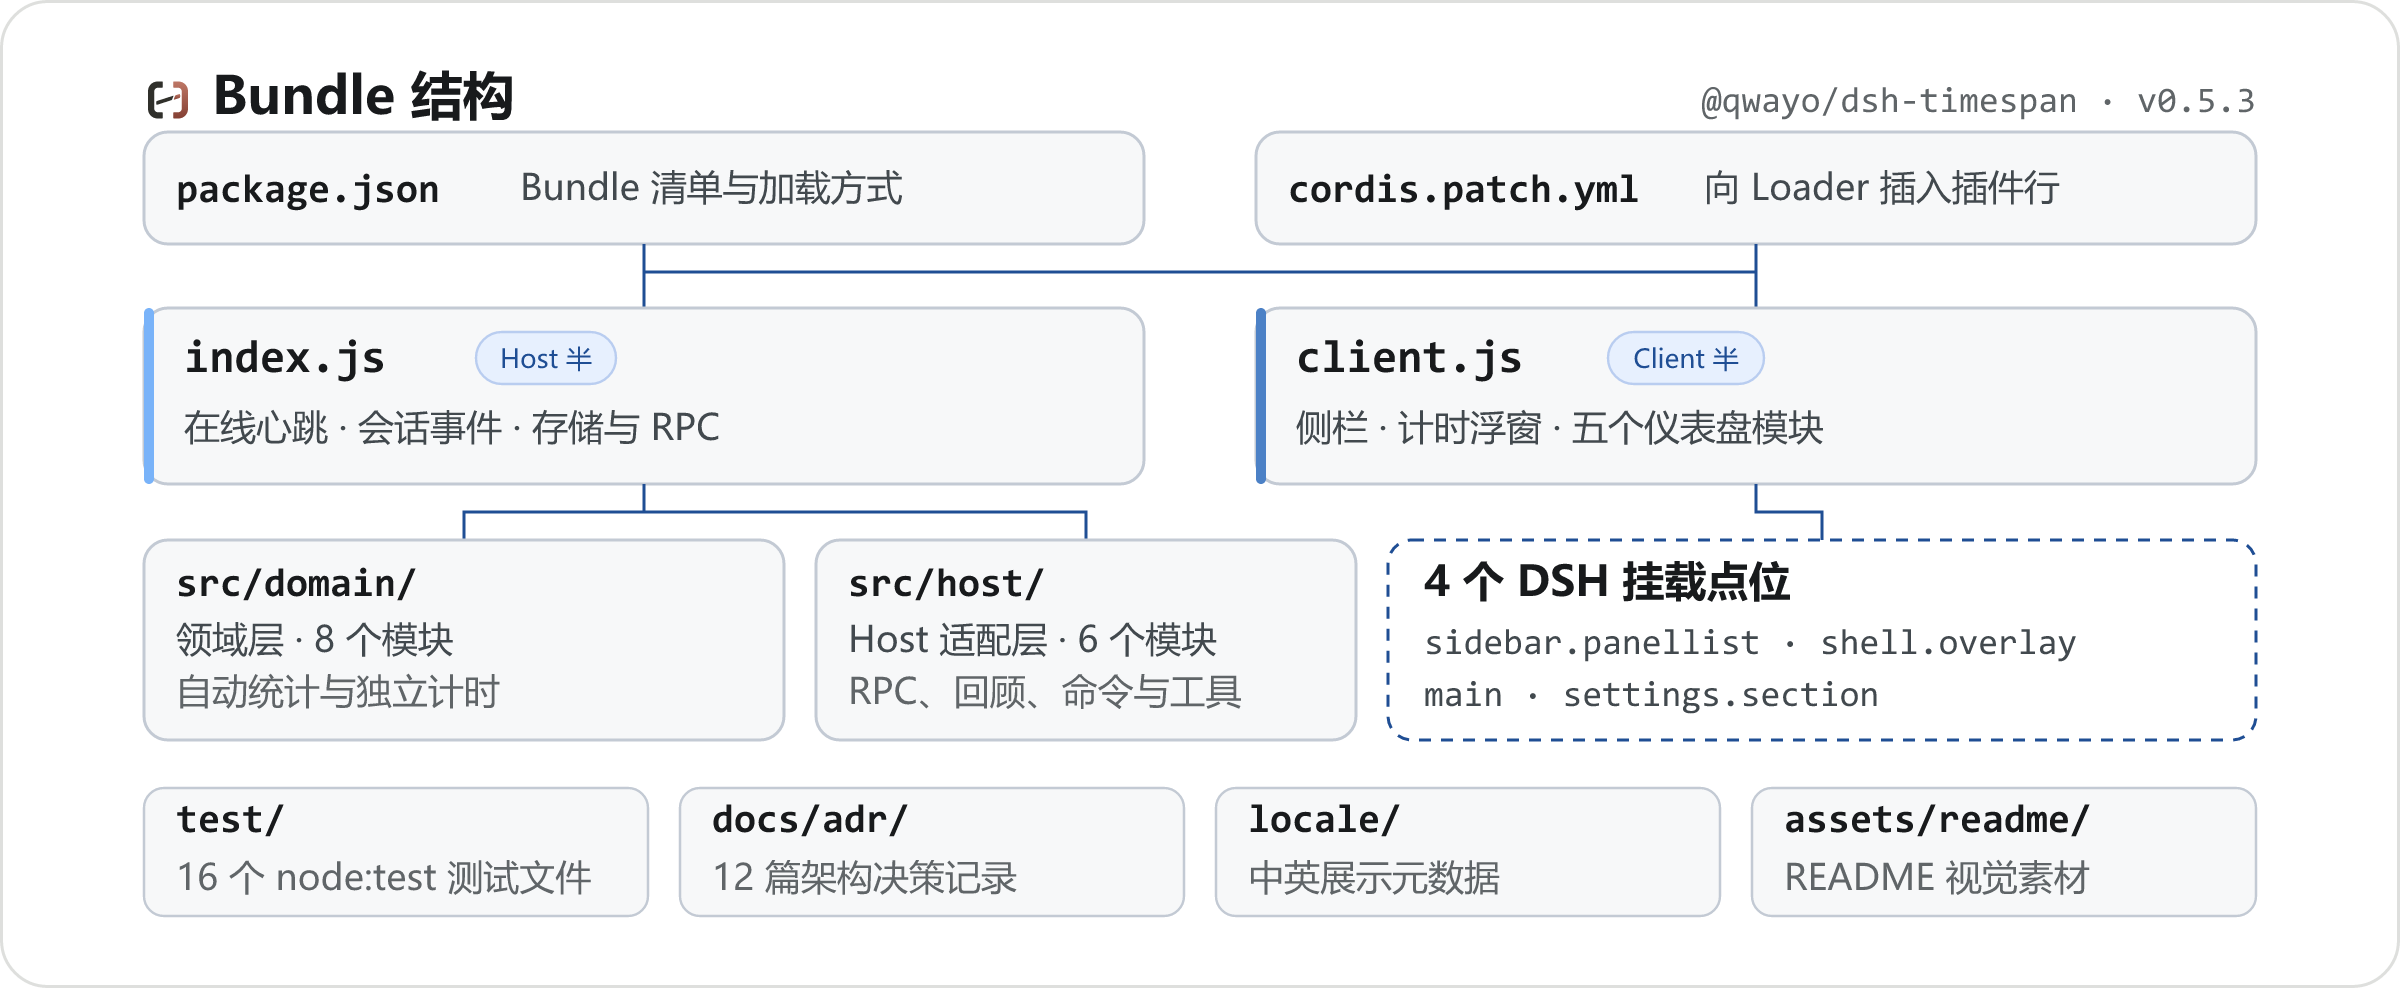 Bundle 结构
@qwayo/dsh-timespan · v0.5.3
package.json Bundle 清单与加载方式
cordis.patch.yml 向 Loader 插入插件行
index.js Host 半
在线心跳 · 会话事件 · 存储与 RPC
client.js Client 半
侧栏 · 计时浮窗 · 五个仪表盘模块
src/domain/
领域层 · 8 个模块
自动统计与独立计时
src/host/
Host 适配层 · 6 个模块
RPC、回顾、命令与工具
4 个 DSH 挂载点位
sidebar.panellist · shell.overlay
main · settings.section
test/
16 个 node:test 测试文件
docs/adr/
12 篇架构决策记录
locale/
中英展示元数据
assets/readme/
README 视觉素材